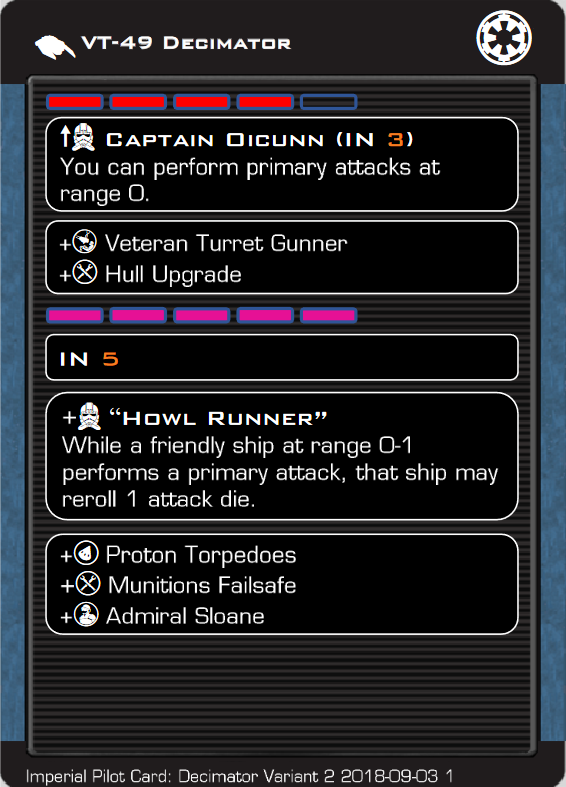 VT-49 Decimator
Captain Oicunn (IN 3)
You can perform primary attacks at
range 0.
+ Veteran Turret Gunner
+ Hull Upgrade
IN 5
+ “Howl Runner”
While a friendly ship at range 0-1
performs a primary attack, that ship may
reroll 1 attack die.
+ Proton Torpedoes
+ Munitions Failsafe
+ Admiral Sloane
Imperial Pilot Card: Decimator Variant 2 2018-09-03 1